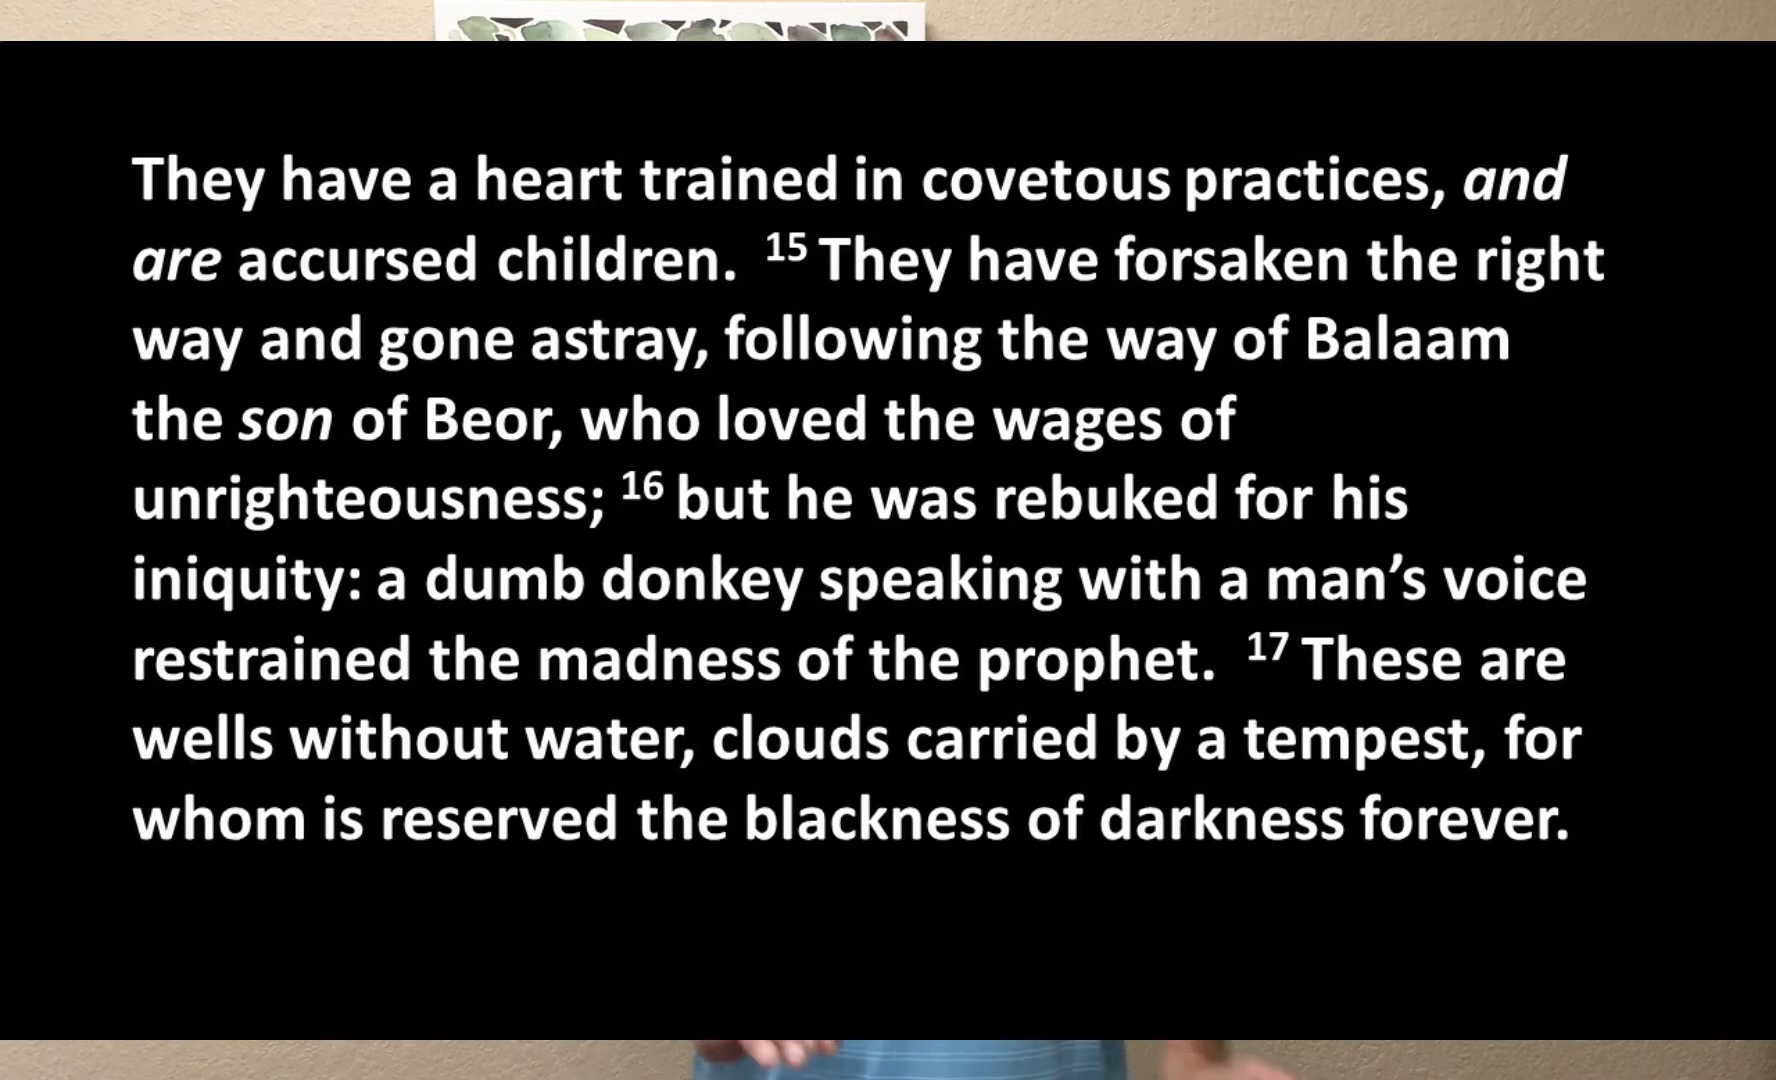 They have a heart trained in covetous practices, and
are accursed children. 15 They have forsaken the right
way and gone astray, following the way of Balaam
the son of Beor, who loved the wages of
unrighteousness; 16 but he was rebuked for his
iniquity: a dumb donkey speaking with a man’s voice
restrained the madness of the prophet. 17 These are
wells without water, clouds carried by a tempest, for
whom is reserved the blackness of darkness forever.